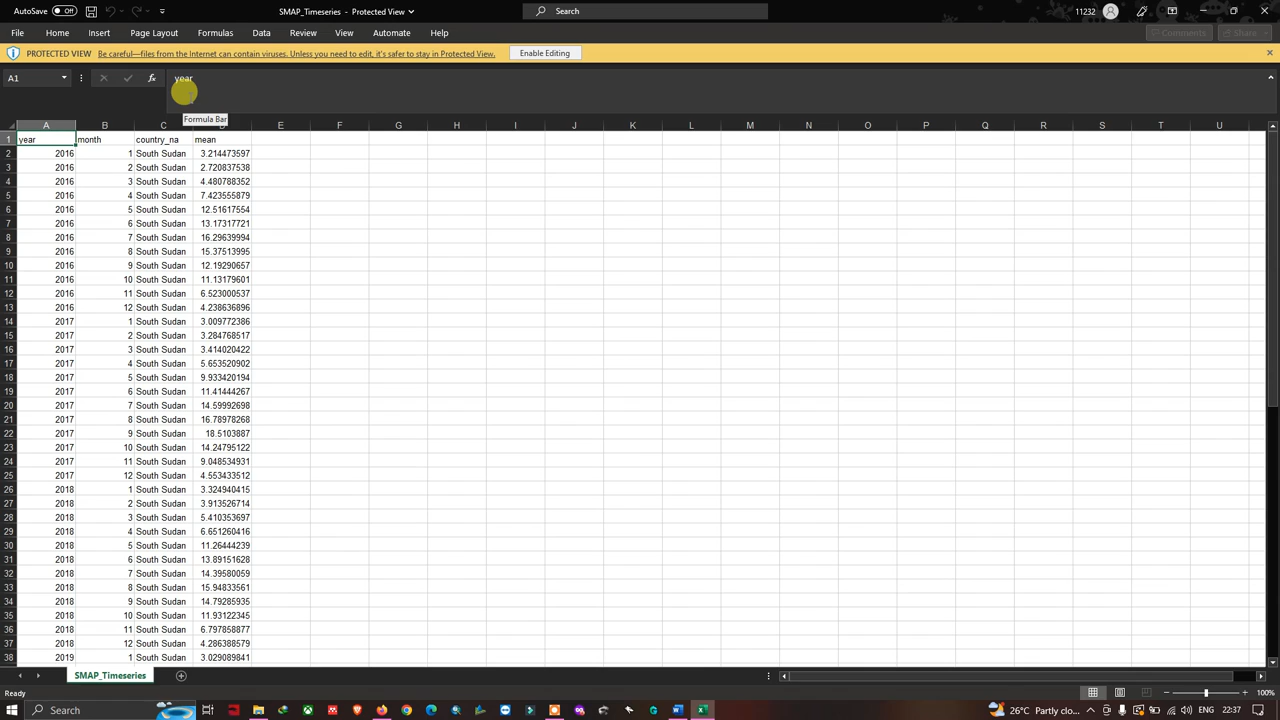 AutoSave Off SMAP_Timeseries - Protected View Search 11232
File Home Insert Page Layout Formulas Data Review View Automate Help Comments Share
PROTECTED VIEW Be careful—files from the Internet can contain viruses. Unless you need to edit, it's safer to stay in Protected View. Enable Editing
A1 fx year
Formula Bar
A B C D E F G H I J K L M N O P Q R S T U
1 year month country_na mean
2 2016 1 South Sudan 3.214473597
3 2016 2 South Sudan 2.720837538
4 2016 3 South Sudan 4.480788352
5 2016 4 South Sudan 7.423555879
6 2016 5 South Sudan 12.51617554
7 2016 6 South Sudan 13.17317721
8 2016 7 South Sudan 16.29639994
9 2016 8 South Sudan 15.37513995
10 2016 9 South Sudan 12.19290657
11 2016 10 South Sudan 11.13179601
12 2016 11 South Sudan 6.523000537
13 2016 12 South Sudan 4.238636896
14 2017 1 South Sudan 3.009772386
15 2017 2 South Sudan 3.284768517
16 2017 3 South Sudan 3.414020422
17 2017 4 South Sudan 5.653520902
18 2017 5 South Sudan 9.933420194
19 2017 6 South Sudan 11.41444267
20 2017 7 South Sudan 14.59992698
21 2017 8 South Sudan 16.78978268
22 2017 9 South Sudan 18.5103887
23 2017 10 South Sudan 14.24795122
24 2017 11 South Sudan 9.048534931
25 2017 12 South Sudan 4.553433512
26 2018 1 South Sudan 3.324940415
27 2018 2 South Sudan 3.913526714
28 2018 3 South Sudan 5.410353697
29 2018 4 South Sudan 6.651260416
30 2018 5 South Sudan 11.26444239
31 2018 6 South Sudan 13.89151628
32 2018 7 South Sudan 14.39580059
33 2018 8 South Sudan 15.94833561
34 2018 9 South Sudan 14.79285935
35 2018 10 South Sudan 11.93122345
36 2018 11 South Sudan 6.797858877
37 2018 12 South Sudan 4.286388579
38 2019 1 South Sudan 3.029089841
SMAP_Timeseries
Ready 100%
Search 26°C Partly clo... 22:37